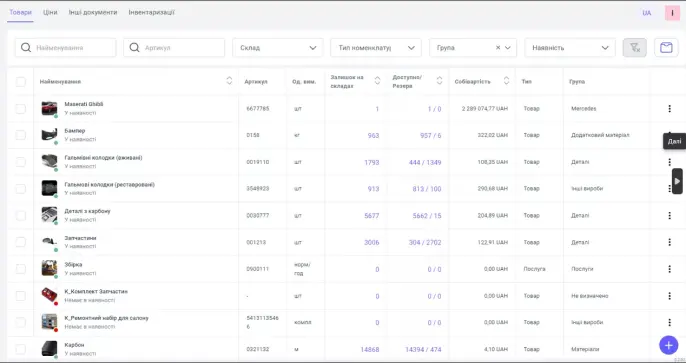 Товари Ціни Інші документи Інвентаризації UA I
Найменування Артикул Склад Тип номенклатури Група Наявність
Найменування Артикул Од. вим. Залишок на складах Доступно/Резерв Собівартість Тип Група
Maserati Ghibli 6677785 шт 1 1 / 0 2 289 074,77 UAH Товар Mercedes
У наявності
Бампер 0156 кг 963 957 / 6 322,02 UAH Товар Додатковий матеріал
У наявності
Далі
Гальмівні колодки (вживані) 0019110 шт 1793 444 / 1349 108,25 UAH Товар Деталі
У наявності
Гальмові колодки (реставровані) 3548923 шт 913 813 / 100 290,68 UAH Товар Інші вироби
У наявності
Деталі з карбону 0030777 шт 5677 5662 / 15 204,89 UAH Товар Деталі
У наявності
Запчастини 001213 шт 3006 304 / 2702 122,91 UAH Товар Деталі
У наявності
Збірка 0900111 норм/год 0 0 / 0 0,00 UAH Послуга Послуги
У наявності
К_Комплект Запчастин - шт 0 0 / 0 0,00 UAH Товар Не визначено
Немає в наявності
К_Ремонтний набір для салону 54131135466 компл 0 0 / 0 0,00 UAH Товар Інші вироби
Немає в наявності
Карбон 0321132 м 14868 14394 / 474 4,10 UAH Товар Матеріали
У наявності